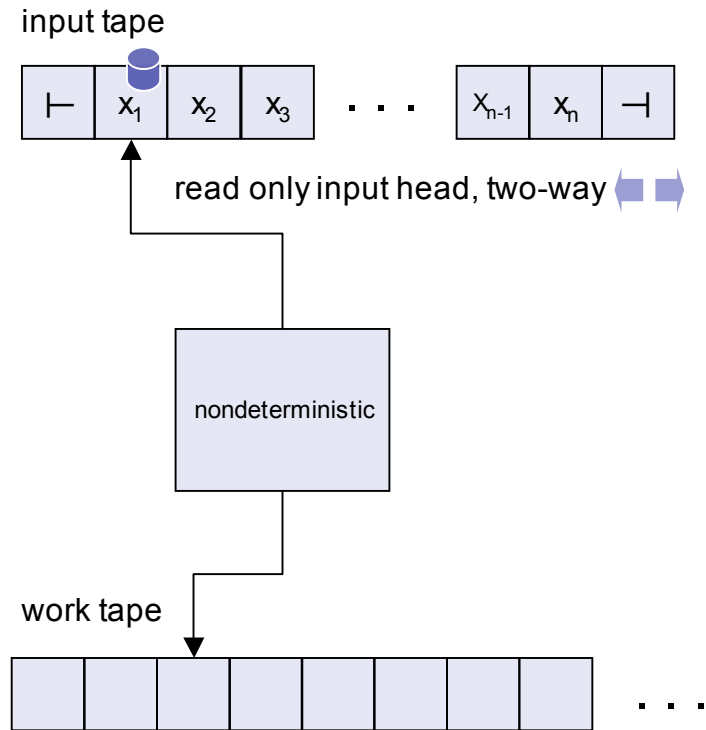 input tape
⊢ x₁ x₂ x₃ . . . xₙ₋₁ xₙ ⊣
read only input head, two-way
nondeterministic
work tape
. . .